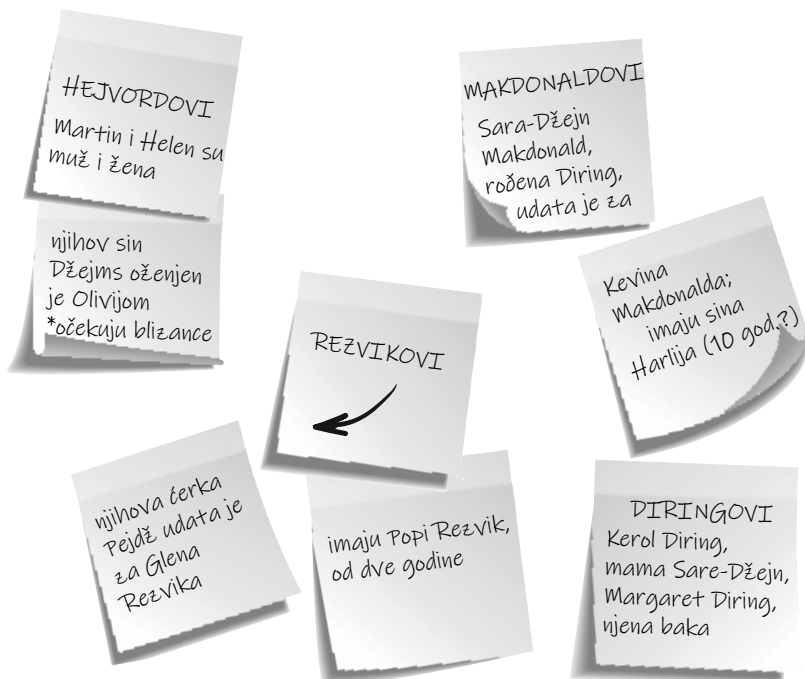 HEJVORDOVI
Martin i Helen su
muž i žena
njihov sin
Džejms oženjen
je Olivijom
*očekuju blizance
MAKDONALDOVI
Sara-Džejn
Makdonald,
rođena Diring,
udata je za
Kevina
Makdonalda;
imaju sina
Harlija (10 god.?)
REZVIKOVI
njihova ćerka
Pejdž udata je
za Glena
Rezvika
imaju Popi Rezvik,
od dve godine
DIRINGOVI
Kerol Diring,
mama Sare-Džejn,
Margaret Diring,
njena baka